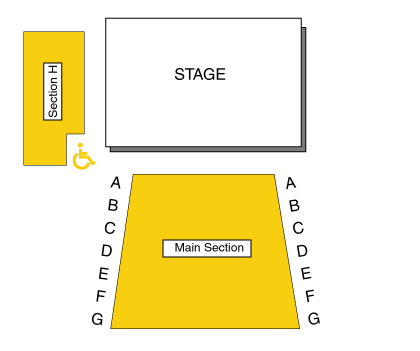 STAGE
Section H
A A
B B
C C
D D
Main Section
E E
F F
G G